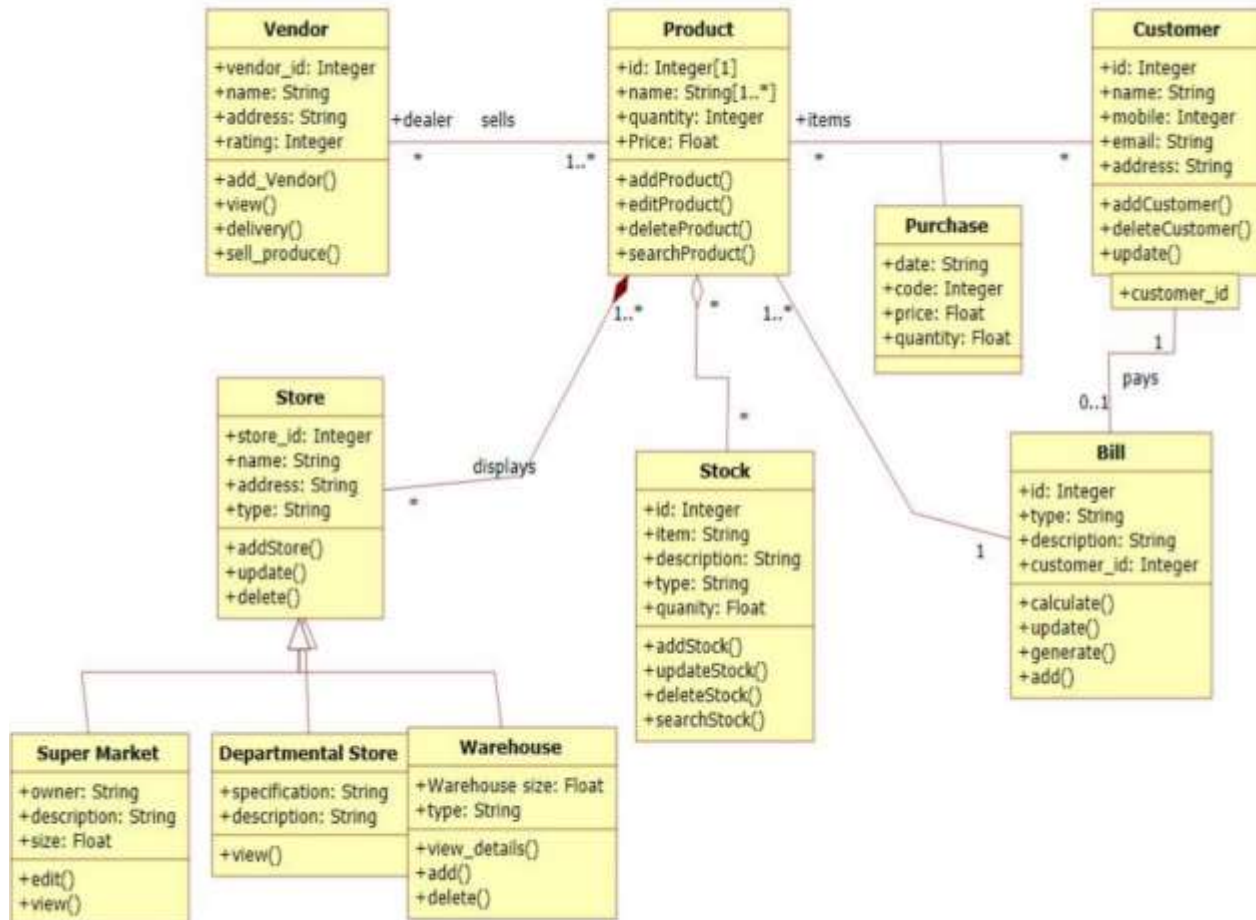 Vendor
+vendor_id: Integer
+name: String
+address: String
+rating: Integer
+add_Vendor()
+view()
+delivery()
+sell_produce()
+dealer
sells
*
1..*
Product
+id: Integer[1]
+name: String[1..*]
+quantity: Integer
+Price: Float
+addProduct()
+editProduct()
+deleteProduct()
+searchProduct()
+items
*
*
Customer
+id: Integer
+name: String
+mobile: Integer
+email: String
+address: String
+addCustomer()
+deleteCustomer()
+update()
+customer_id
Purchase
+date: String
+code: Integer
+price: Float
+quantity: Float
1..*
*
1..*
1
pays
0..1
Store
+store_id: Integer
+name: String
+address: String
+type: String
+addStore()
+update()
+delete()
displays
*
*
Stock
+id: Integer
+item: String
+description: String
+type: String
+quanity: Float
+addStock()
+updateStock()
+deleteStock()
+searchStock()
1
Bill
+id: Integer
+type: String
+description: String
+customer_id: Integer
+calculate()
+update()
+generate()
+add()
Super Market
+owner: String
+description: String
+size: Float
+edit()
+view()
Departmental Store
+specification: String
+description: String
+view()
Warehouse
+Warehouse size: Float
+type: String
+view_details()
+add()
+delete()